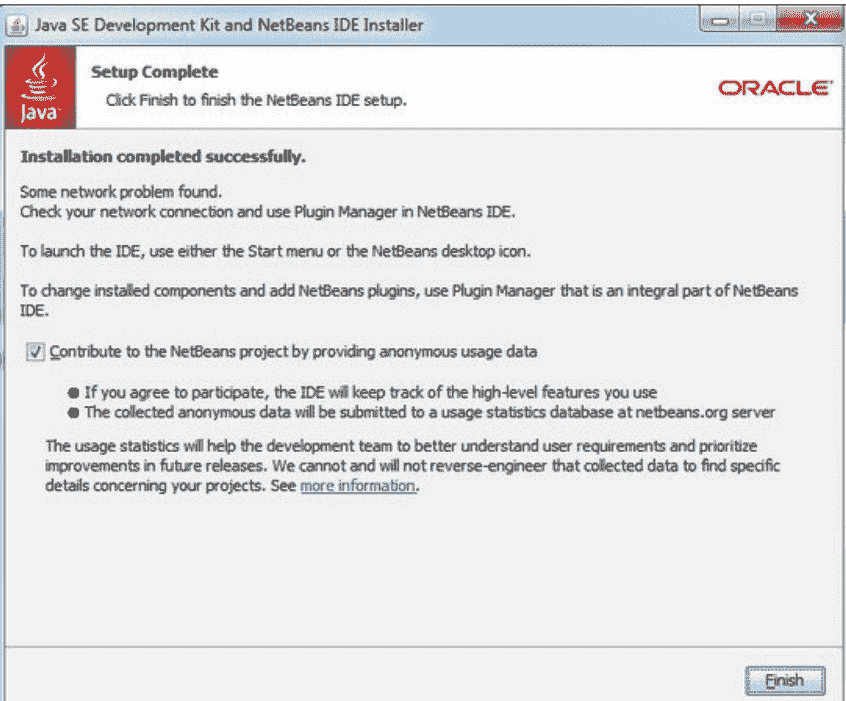 Java SE Development Kit and NetBeans IDE Installer
Setup Complete
Click Finish to finish the NetBeans IDE setup.
Java
ORACLE
Installation completed successfully.
Some network problem found.
Check your network connection and use Plugin Manager in NetBeans IDE.
To launch the IDE, use either the Start menu or the NetBeans desktop icon.
To change installed components and add NetBeans plugins, use Plugin Manager that is an integral part of NetBeans
IDE.
Contribute to the NetBeans project by providing anonymous usage data
If you agree to participate, the IDE will keep track of the high-level features you use
The collected anonymous data will be submitted to a usage statistics database at netbeans.org server
The usage statistics will help the development team to better understand user requirements and prioritize
improvements in future releases. We cannot and will not reverse-engineer that collected data to find specific
details concerning your projects. See more information.
Finish